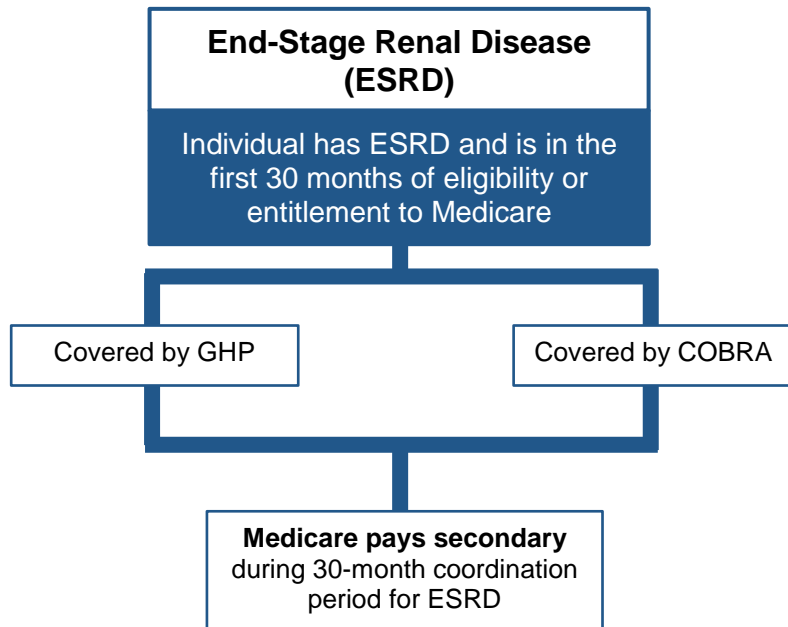 End-Stage Renal Disease
(ESRD)
Individual has ESRD and is in the
first 30 months of eligibility or
entitlement to Medicare
Covered by GHP
Covered by COBRA
Medicare pays secondary
during 30-month coordination
period for ESRD